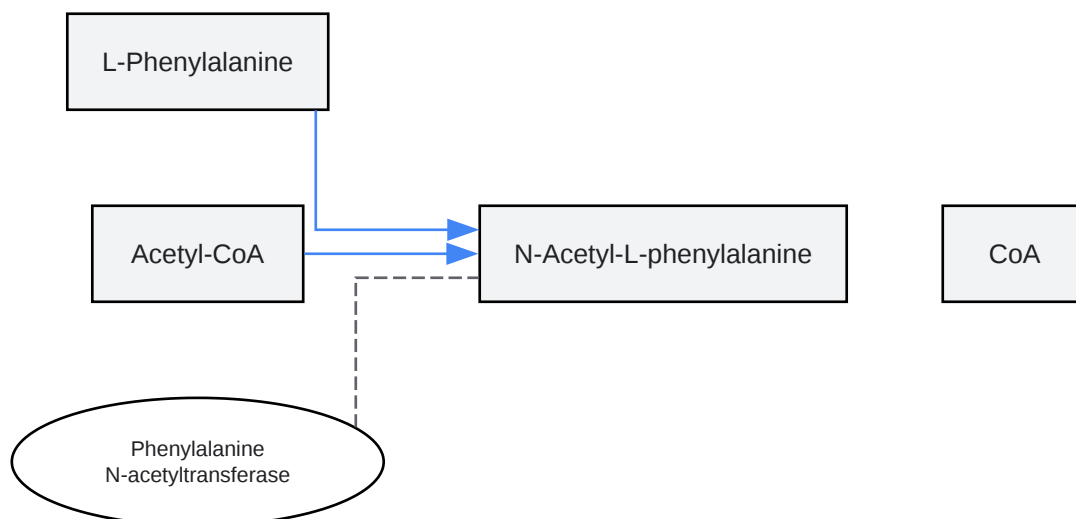 L-Phenylalanine
Acetyl-CoA
N-Acetyl-L-phenylalanine
CoA
Phenylalanine
N-acetyltransferase